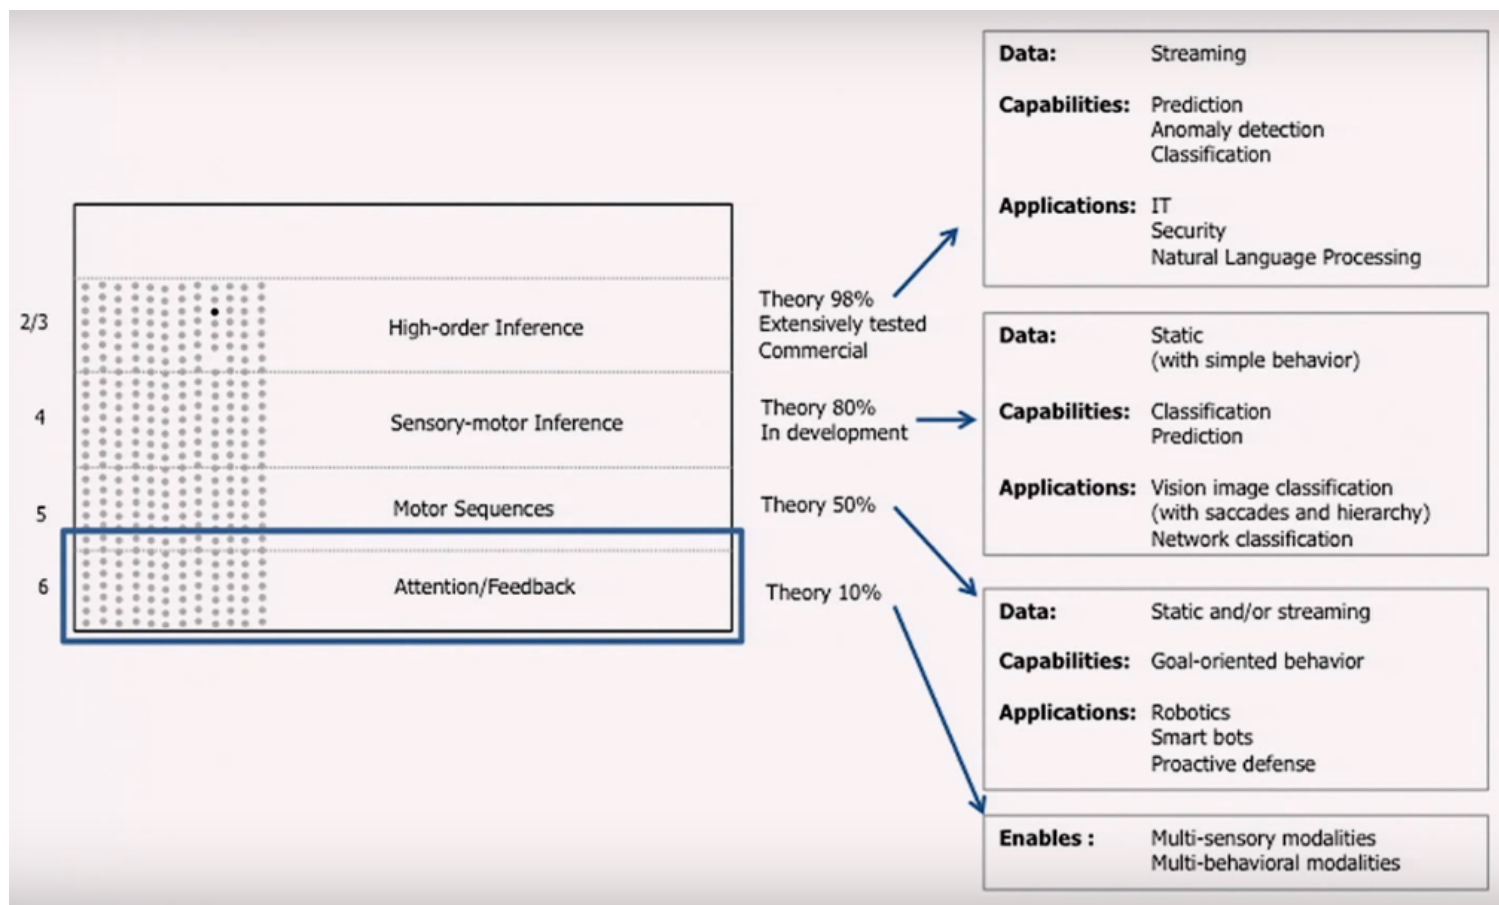 2/3
High-order Inference
4
Sensory-motor Inference
5
Motor Sequences
6
Attention/Feedback
Theory 98%
Extensively tested
Commercial
Theory 80%
In development
Theory 50%
Theory 10%
Data: Streaming
Capabilities: Prediction
Anomaly detection
Classification
Applications: IT
Security
Natural Language Processing
Data: Static
(with simple behavior)
Capabilities: Classification
Prediction
Applications: Vision image classification
(with saccades and hierarchy)
Network classification
Data: Static and/or streaming
Capabilities: Goal-oriented behavior
Applications: Robotics
Smart bots
Proactive defense
Enables : Multi-sensory modalities
Multi-behavioral modalities